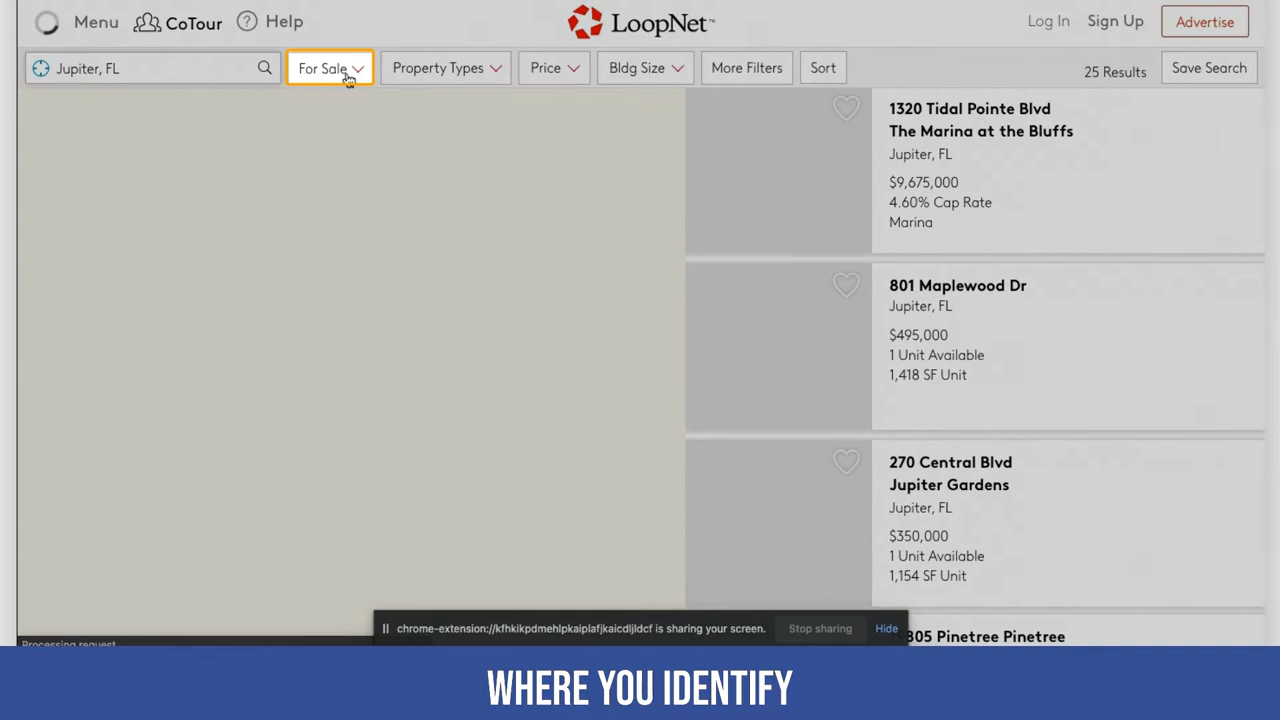 Menu CoTour Help LoopNet™ Log In Sign Up Advertise
Jupiter, FL For Sale Property Types Price Bldg Size More Filters Sort 25 Results Save Search
1320 Tidal Pointe Blvd
The Marina at the Bluffs
Jupiter, FL
$9,675,000
4.60% Cap Rate
Marina
801 Maplewood Dr
Jupiter, FL
$495,000
1 Unit Available
1,418 SF Unit
270 Central Blvd
Jupiter Gardens
Jupiter, FL
$350,000
1 Unit Available
1,154 SF Unit
805 Pinetree Pinetree
chrome-extension://kfhkikpdmehlpkaiplafjkaicdljldcf is sharing your screen. Stop sharing Hide
Processing request
WHERE YOU IDENTIFY